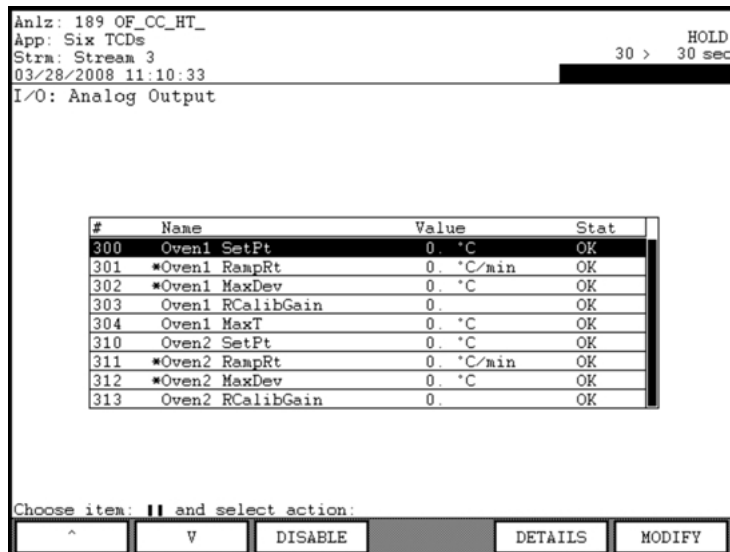 Anlz: 189 OF_CC_HT_
App: Six TCDs
HOLD
Strm: Stream 3
30 > 30 sec
03/28/2008 11:10:33
I/O: Analog Output
# Name Value Stat
300 Oven1 SetPt 0. °C OK
301 *Oven1 RampRt 0. °C/min OK
302 *Oven1 MaxDev 0. °C OK
303 Oven1 RCalibGain 0. OK
304 Oven1 MaxT 0. °C OK
310 Oven2 SetPt 0. °C OK
311 *Oven2 RampRt 0. °C/min OK
312 *Oven2 MaxDev 0. °C OK
313 Oven2 RCalibGain 0. OK
Choose item: and select action:
^ V DISABLE DETAILS MODIFY